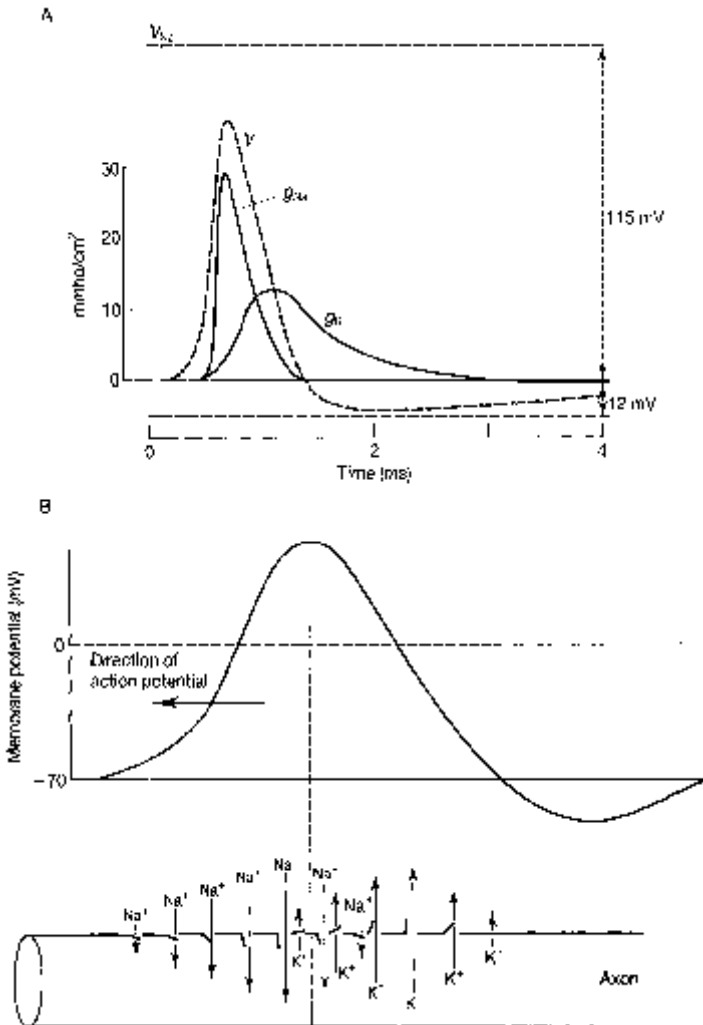 A
V
30
20
10
0
mmho/cm²
115 mV
12 mV
0
2
4
Time (ms)
B
Membrane potential (mV)
0
-70
Direction of
action potential
Na⁺ Na⁺ Na⁺ Na⁺ Na Na⁺ Na⁺
K⁺ K⁺ K⁺ K K⁺ K⁺
Axon